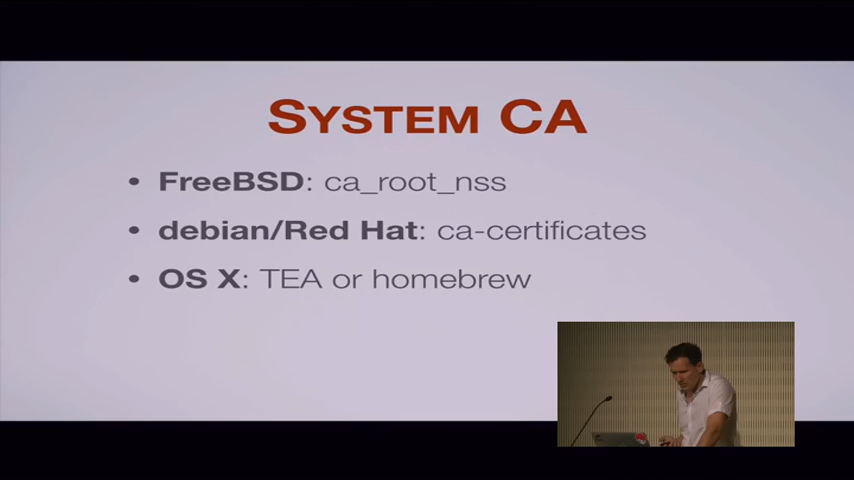 SYSTEM CA
• FreeBSD: ca_root_nss
• debian/Red Hat: ca-certificates
• OS X: TEA or homebrew